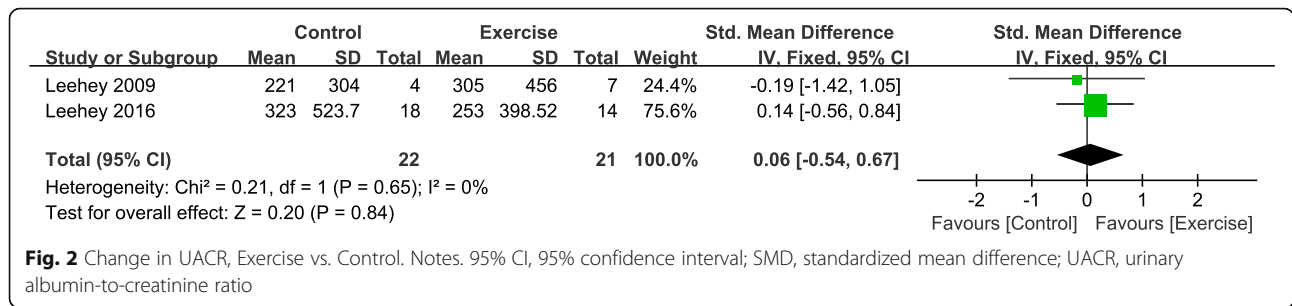 Control Exercise Std. Mean Difference Std. Mean Difference
Study or Subgroup Mean SD Total Mean SD Total Weight IV, Fixed, 95% CI IV, Fixed, 95% CI
Leehey 2009 221 304 4 305 456 7 24.4% -0.19 [-1.42, 1.05]
Leehey 2016 323 523.7 18 253 398.52 14 75.6% 0.14 [-0.56, 0.84]
Total (95% CI) 22 21 100.0% 0.06 [-0.54, 0.67]
Heterogeneity: Chi² = 0.21, df = 1 (P = 0.65); I² = 0%
Test for overall effect: Z = 0.20 (P = 0.84)
-2 -1 0 1 2
Favours [Control] Favours [Exercise]
Fig. 2 Change in UACR, Exercise vs. Control. Notes. 95% CI, 95% confidence interval; SMD, standardized mean difference; UACR, urinary
albumin-to-creatinine ratio